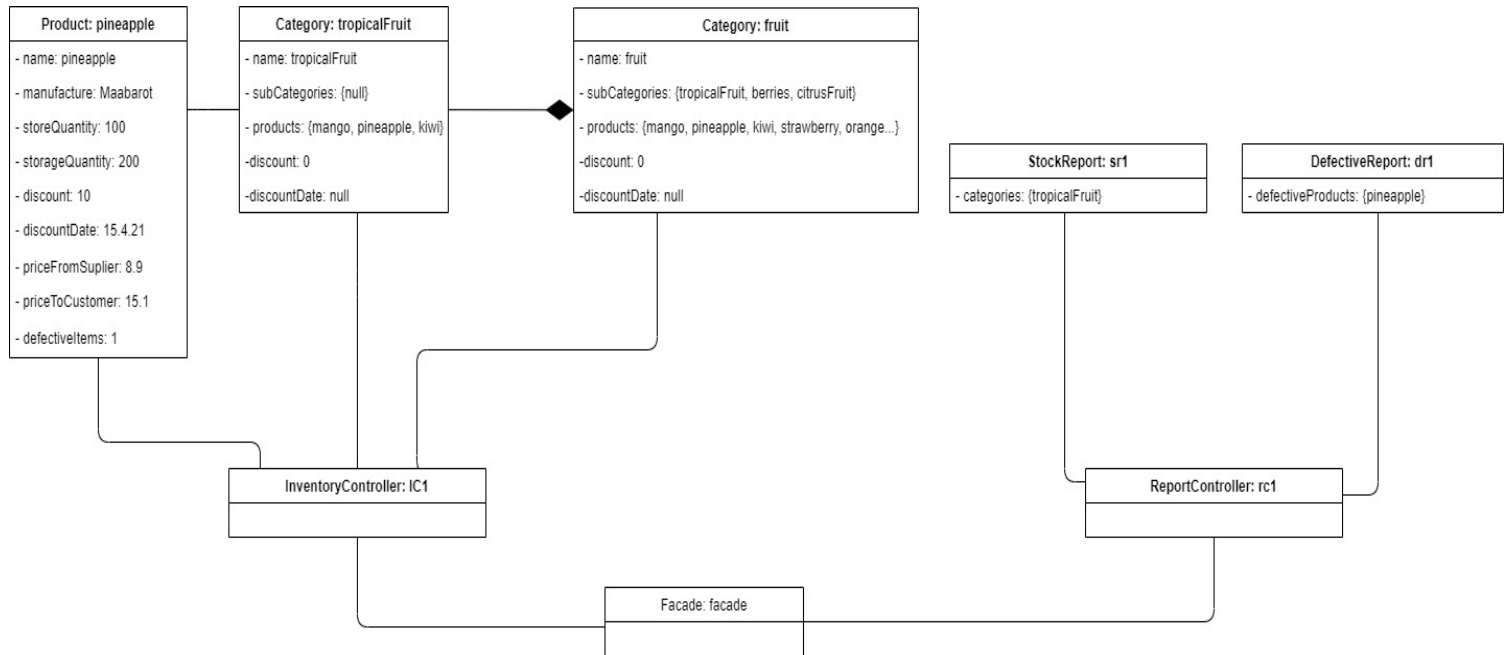 Product: pineapple
- name: pineapple
- manufacture: Maabarot
- storeQuantity: 100
- storageQuantity: 200
- discount: 10
- discountDate: 15.4.21
- priceFromSuplier: 8.9
- priceToCustomer: 15.1
- defectiveItems: 1
Category: tropicalFruit
- name: tropicalFruit
- subCategories: {null}
- products: {mango, pineapple, kiwi}
-discount: 0
-discountDate: null
Category: fruit
- name: fruit
- subCategories: {tropicalFruit, berries, citrusFruit}
- products: {mango, pineapple, kiwi, strawberry, orange...}
-discount: 0
-discountDate: null
StockReport: sr1
- categories: {tropicalFruit}
DefectiveReport: dr1
- defectiveProducts: {pineapple}
InventoryController: IC1
ReportController: rc1
Facade: facade